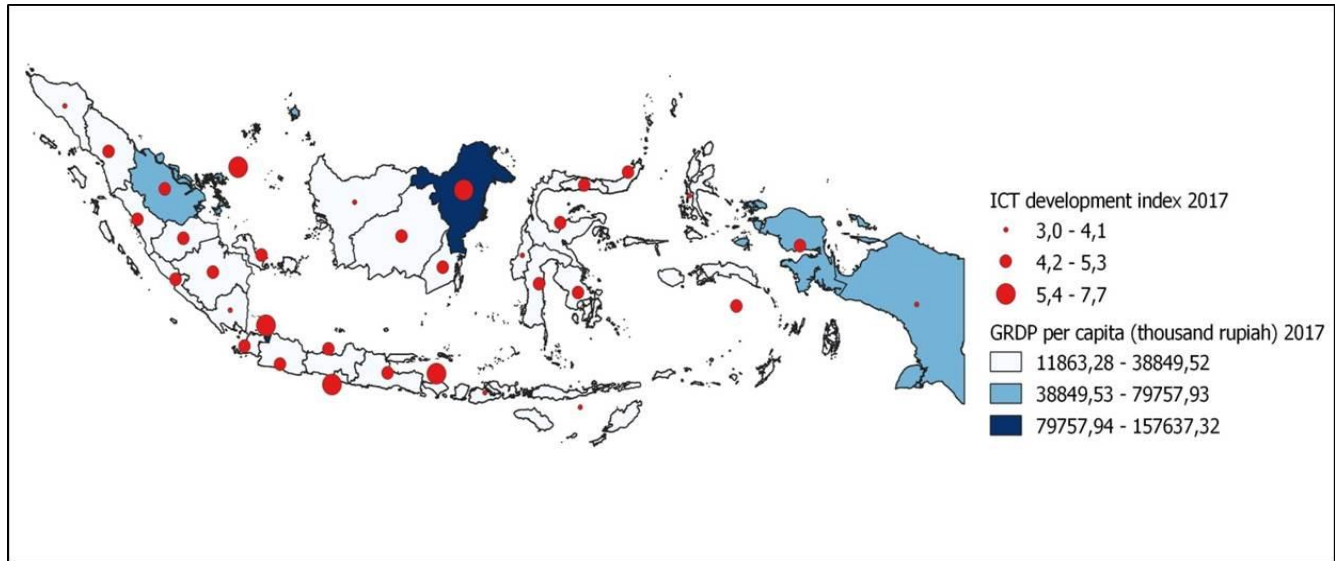 ICT development index 2017
3,0 - 4,1
4,2 - 5,3
5,4 - 7,7
GRDP per capita (thousand rupiah) 2017
11863,28 - 38849,52
38849,53 - 79757,93
79757,94 - 157637,32